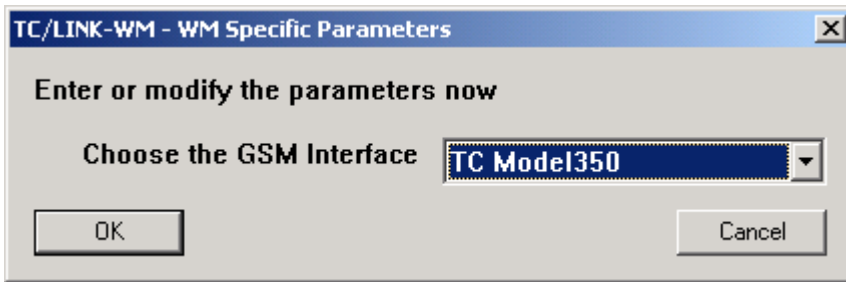 TC/LINK-WM - WM Specific Parameters
Enter or modify the parameters now
Choose the GSM Interface TC Model350
OK Cancel